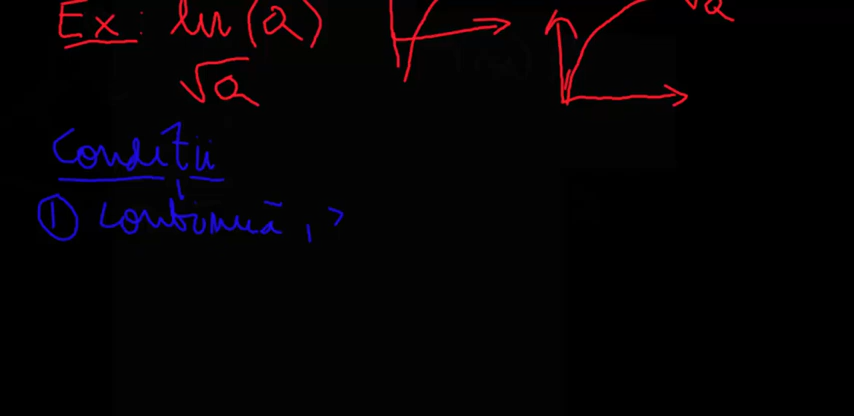 Ex: ln(Q)
√Q
√Q
Condiții
① Continuă,